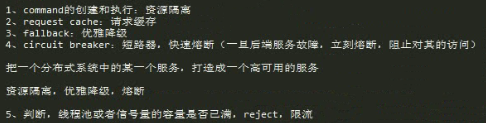 1、command的创建和执行：资源隔离
2、request cache：请求缓存
3、fallback：优雅降级
4、circuit breaker：短路器，快速熔断（一旦后端服务故障，立刻熔断，阻止对其的访问）
把一个分布式系统中的某一个服务，打造成一个高可用的服务
资源隔离，优雅降级，熔断
5、判断，线程池或者信号量的容量是否已满，reject，限流